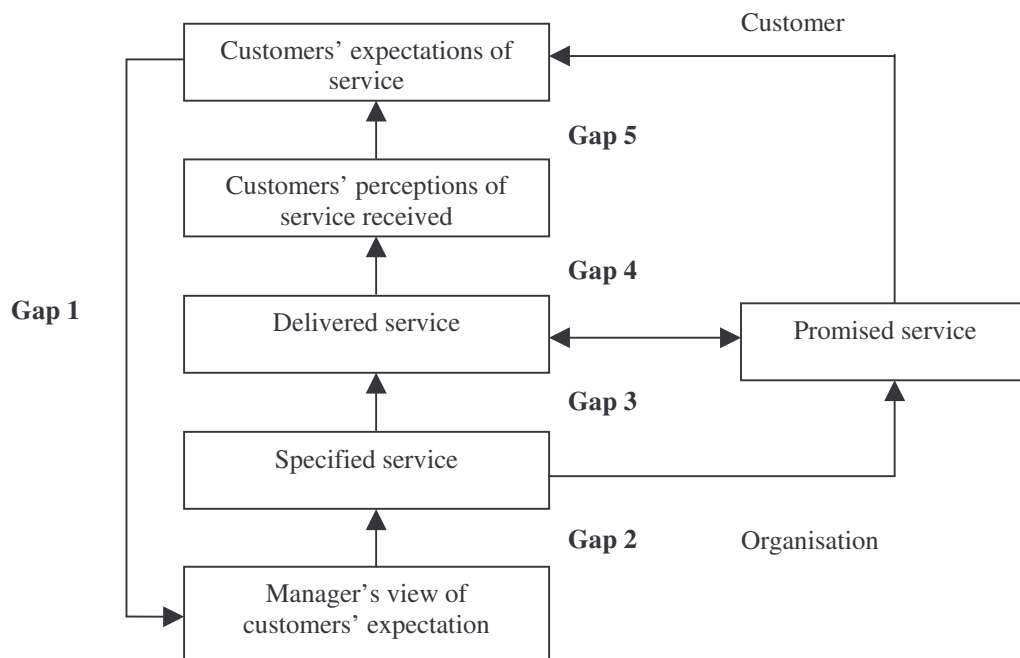 Customer
Customers’ expectations of
service
Gap 5
Customers’ perceptions of
service received
Gap 4
Gap 1
Delivered service
Promised service
Gap 3
Specified service
Gap 2
Organisation
Manager’s view of
customers’ expectation